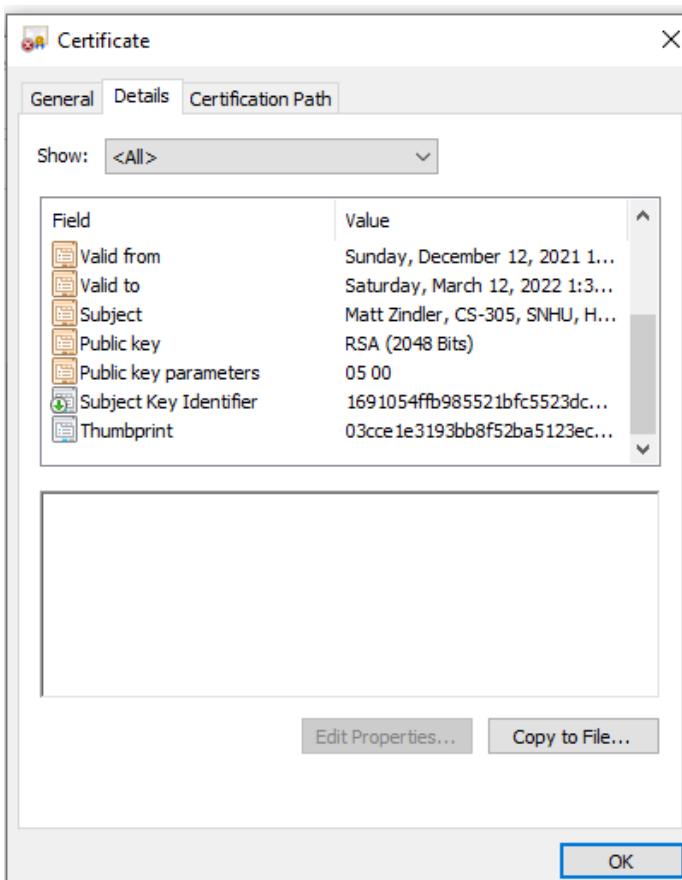 Certificate
General Details Certification Path
Show: <All>
Field Value
Valid from Sunday, December 12, 2021 1...
Valid to Saturday, March 12, 2022 1:3...
Subject Matt Zindler, CS-305, SNHU, H...
Public key RSA (2048 Bits)
Public key parameters 05 00
Subject Key Identifier 1691054ffb985521bfc5523dc...
Thumbprint 03cce1e3193bb8f52ba5123ec...
Edit Properties... Copy to File...
OK